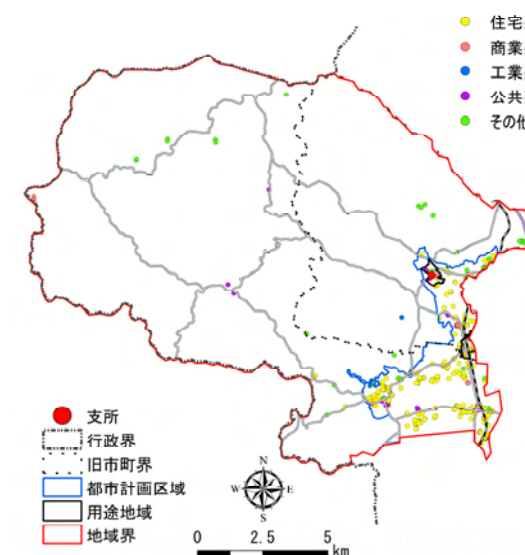 住宅
商業
工業
公共
その他
支所
行政界
旧市町界
都市計画区域
用途地域
地域界
N
W E
S
0 2.5 5
km